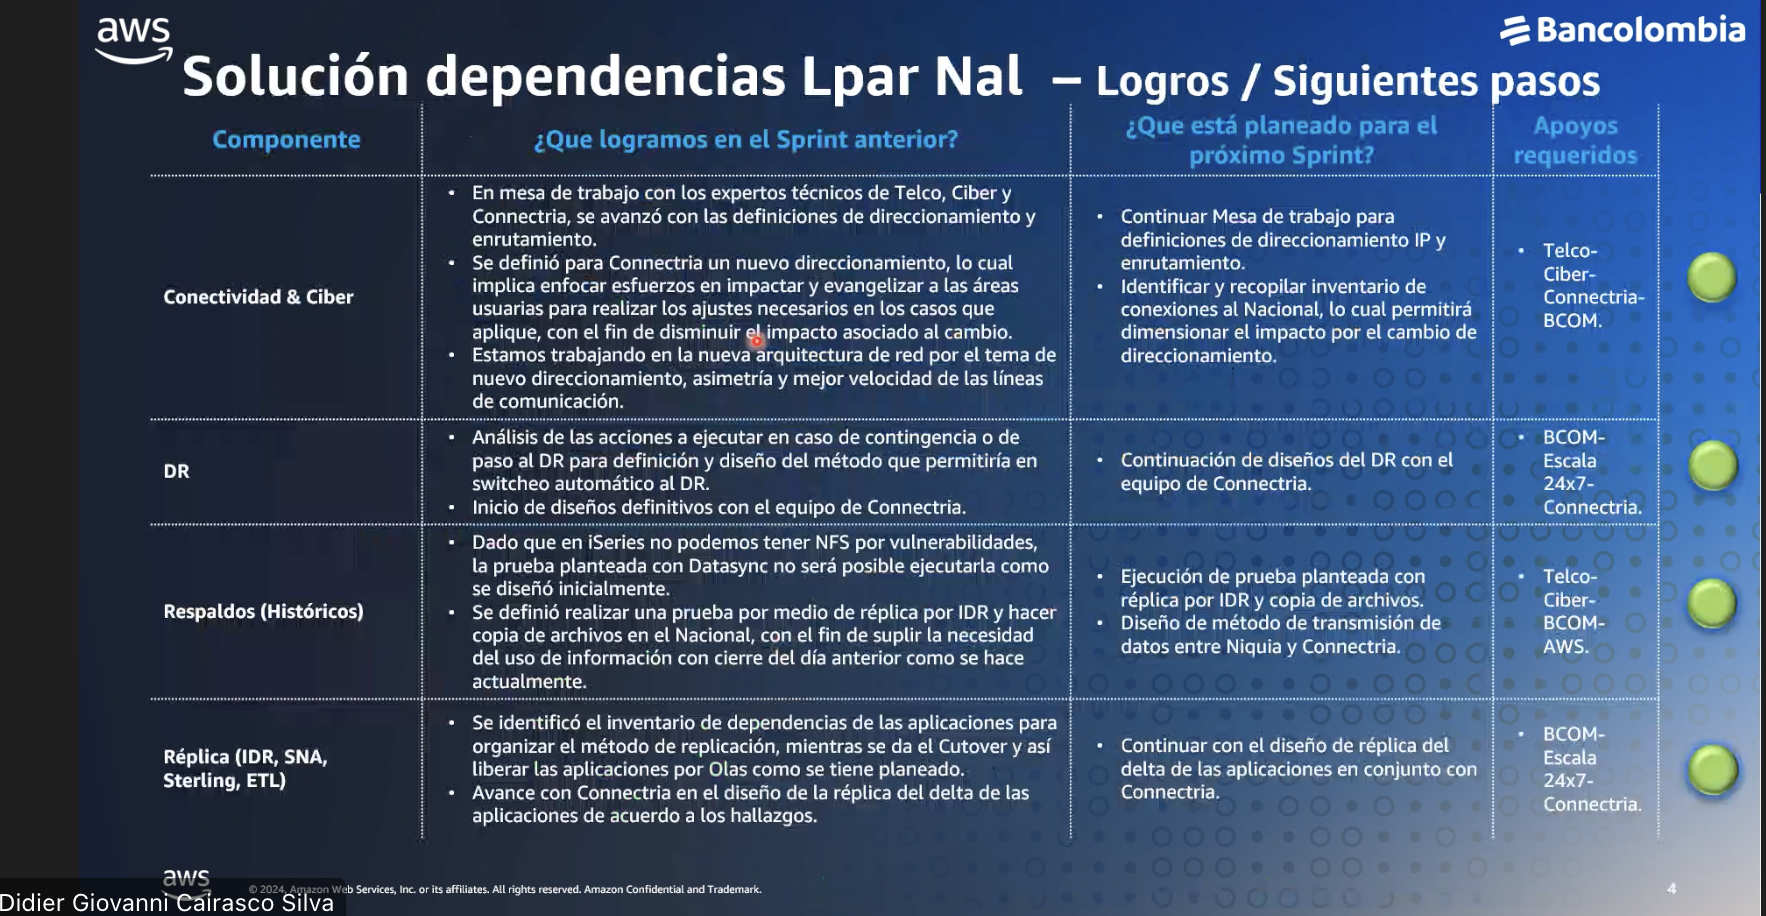 aws
Bancolombia
Solución dependencias Lpar Nal – Logros / Siguientes pasos
Componente
¿Que logramos en el Sprint anterior?
¿Que está planeado para el
próximo Sprint?
Apoyos
requeridos
Conectividad & Ciber
• En mesa de trabajo con los expertos técnicos de Telco, Ciber y
Connectria, se avanzó con las definiciones de direccionamiento y
enrutamiento.
• Se definió para Connectria un nuevo direccionamiento, lo cual
implica enfocar esfuerzos en impactar y evangelizar a las áreas
usuarias para realizar los ajustes necesarios en los casos que
aplique, con el fin de disminuir el impacto asociado al cambio.
• Estamos trabajando en la nueva arquitectura de red por el tema de
nuevo direccionamiento, asimetría y mejor velocidad de las líneas
de comunicación.
• Continuar Mesa de trabajo para
definiciones de direccionamiento IP y
enrutamiento.
• Identificar y recopilar inventario de
conexiones al Nacional, lo cual permitirá
dimensionar el impacto por el cambio de
direccionamiento.
• Telco-
Ciber-
Connectria-
BCOM.
DR
• Análisis de las acciones a ejecutar en caso de contingencia o de
paso al DR para definición y diseño del método que permitiría en
switcheo automático al DR.
• Inicio de diseños definitivos con el equipo de Connectria.
• Continuación de diseños del DR con el
equipo de Connectria.
• BCOM-
Escala
24x7-
Connectria.
Respaldos (Históricos)
• Dado que en iSeries no podemos tener NFS por vulnerabilidades,
la prueba planteada con Datasync no será posible ejecutarla como
se diseñó inicialmente.
• Se definió realizar una prueba por medio de réplica por IDR y hacer
copia de archivos en el Nacional, con el fin de suplir la necesidad
del uso de información con cierre del día anterior como se hace
actualmente.
• Ejecución de prueba planteada con
réplica por IDR y copia de archivos.
• Diseño de método de transmisión de
datos entre Niquia y Connectria.
• Telco-
Ciber-
BCOM-
AWS.
Réplica (IDR, SNA,
Sterling, ETL)
• Se identificó el inventario de dependencias de las aplicaciones para
organizar el método de replicación, mientras se da el Cutover y así
liberar las aplicaciones por Olas como se tiene planeado.
• Avance con Connectria en el diseño de la réplica del delta de las
aplicaciones de acuerdo a los hallazgos.
• Continuar con el diseño de réplica del
delta de las aplicaciones en conjunto con
Connectria.
• BCOM-
Escala
24x7-
Connectria.
aws
© 2024, Amazon Web Services, Inc. or its affiliates. All rights reserved. Amazon Confidential and Trademark.
4
Didier Giovanni Cairasco Silva